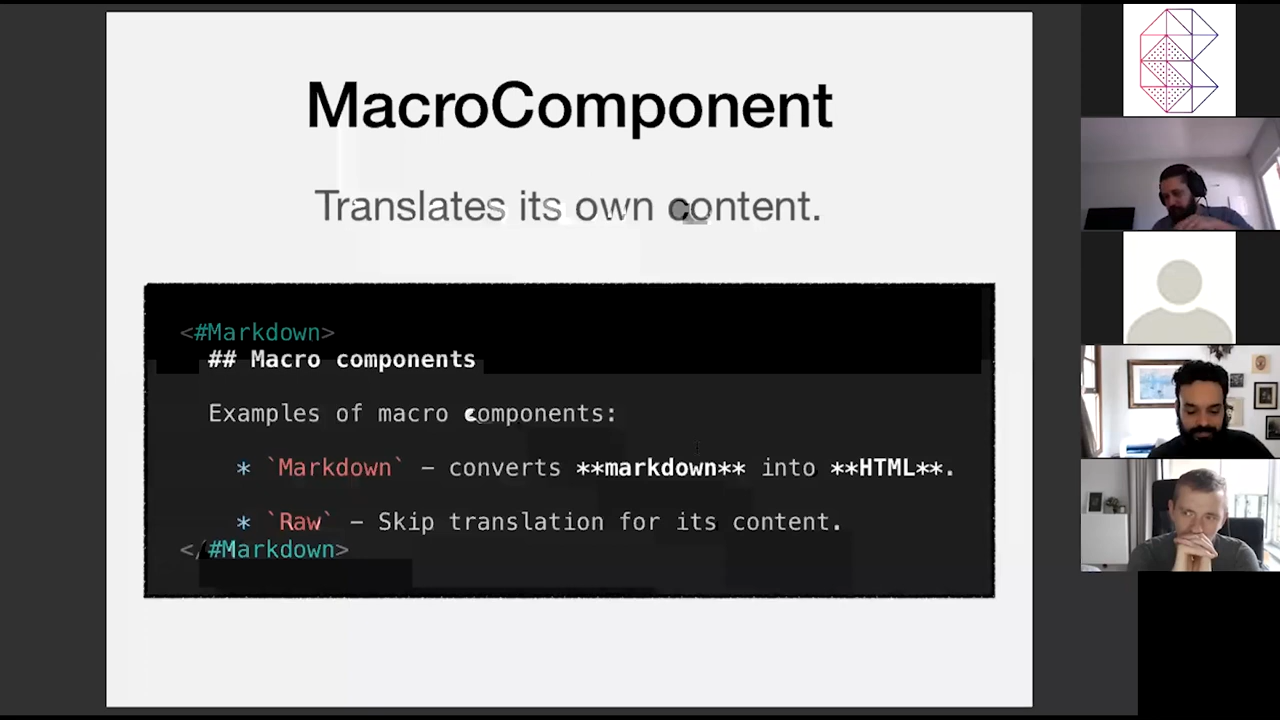 MacroComponent
Translates its own content.
<#Markdown>
## Macro components
Examples of macro components:
* `Markdown` – converts **markdown** into **HTML**.
* `Raw` – Skip translation for its content.
</#Markdown>